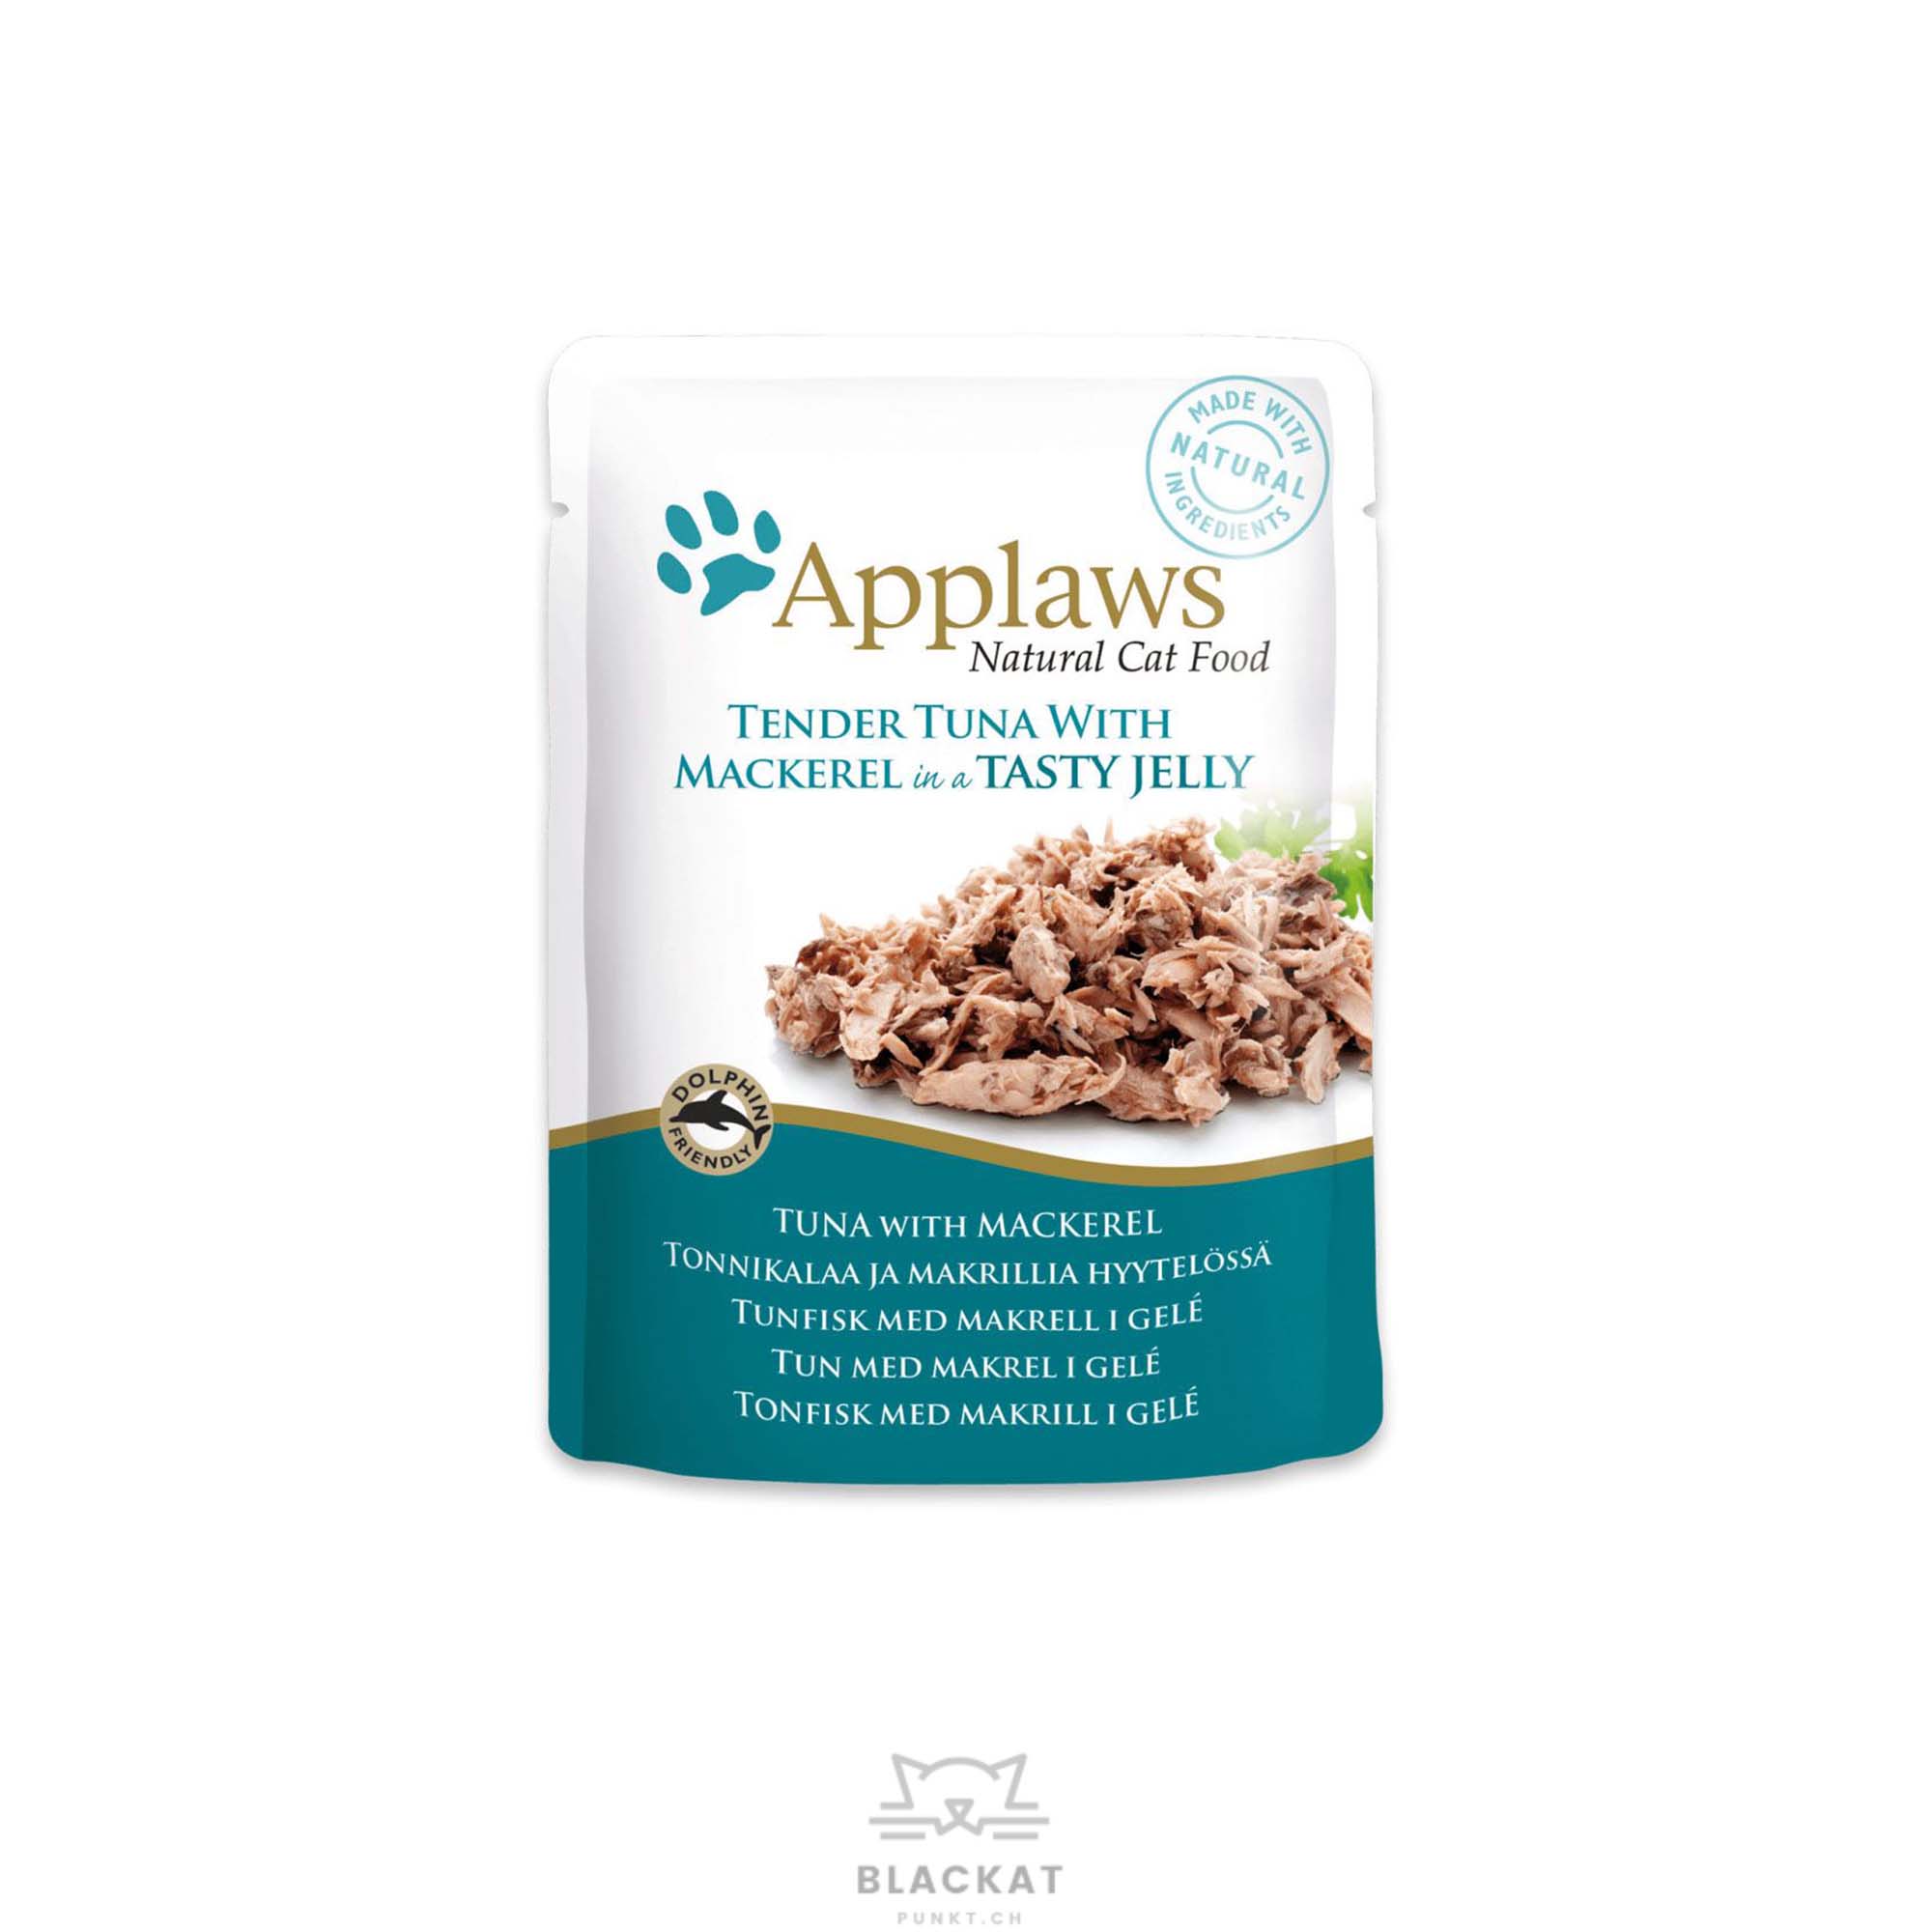 MADE WITH
NATURAL
INGREDIENTS
Applaws
Natural Cat Food
TENDER TUNA WITH
MACKEREL in a TASTY JELLY
DOLPHIN
FRIENDLY
TUNA WITH MACKEREL
TONNIKALAA JA MAKRILLIA HYYTELÖSSÄ
TUNFISK MED MAKRELL I GELÉ
TUN MED MAKREL I GELÉ
TONFISK MED MAKRILL I GELÉ
BLACKAT
PUNKT.CH